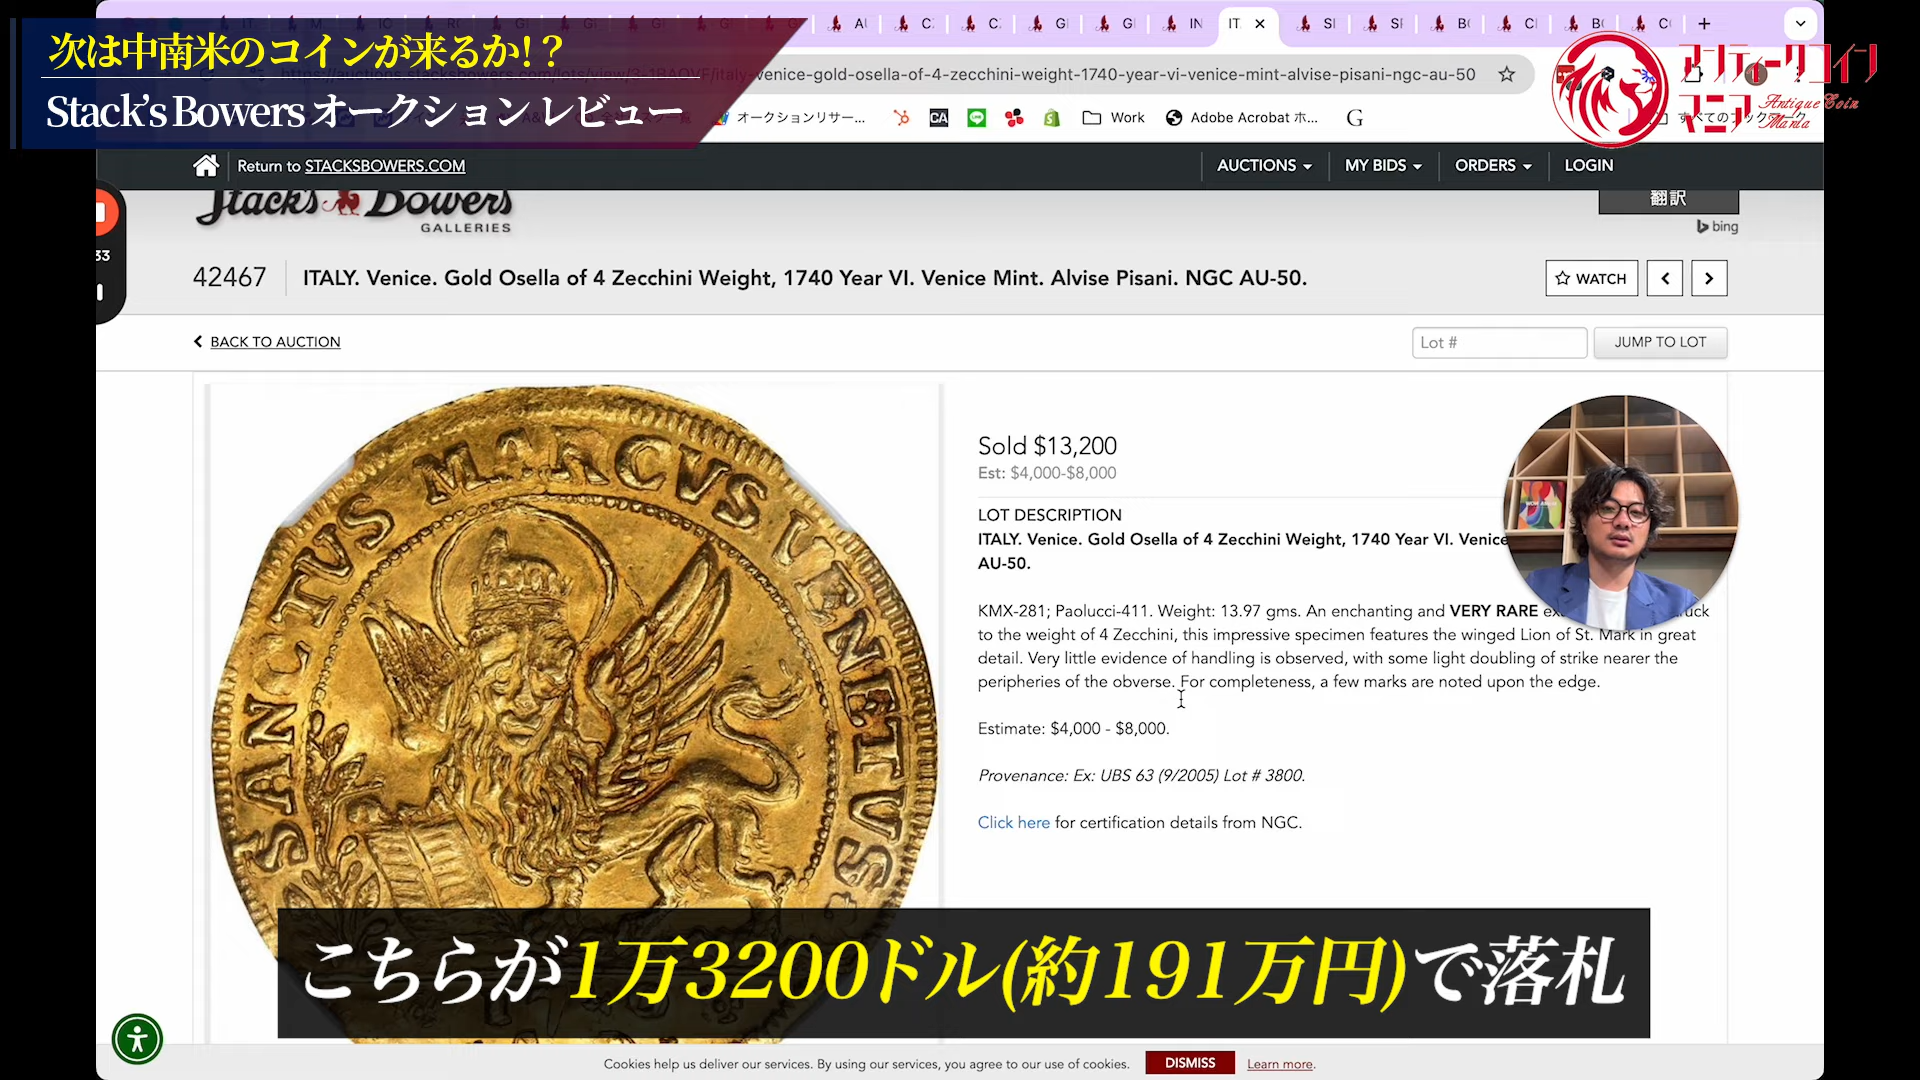 次は中南米のコインが来るか!？
Stack's Bowers オークションレビュー
アンティークコイン
マニア Antique Coin
Mania
IT
auctions.stacksbowers.com/lots/view/3-1BAOVF/italy-venice-gold-osella-of-4-zecchini-weight-1740-year-vi-venice-mint-alvise-pisani-ngc-au-50
オークションリサー...
CA
Work
Adobe Acrobat ホ...
G
Return to STACKSBOWERS.COM
AUCTIONS
MY BIDS
ORDERS
LOGIN
Stack's Bowers
GALLERIES
翻訳
bing
33
42467
ITALY. Venice. Gold Osella of 4 Zecchini Weight, 1740 Year VI. Venice Mint. Alvise Pisani. NGC AU-50.
WATCH
BACK TO AUCTION
Lot #
JUMP TO LOT
SANCTVS MARCVS VENETVS
Sold $13,200
Est: $4,000-$8,000
LOT DESCRIPTION
ITALY. Venice. Gold Osella of 4 Zecchini Weight, 1740 Year VI. Venice
AU-50.
KMX-281; Paolucci-411. Weight: 13.97 gms. An enchanting and VERY RARE
to the weight of 4 Zecchini, this impressive specimen features the winged Lion of St. Mark in great
detail. Very little evidence of handling is observed, with some light doubling of strike nearer the
peripheries of the obverse. For completeness, a few marks are noted upon the edge.
Estimate: $4,000 - $8,000.
Provenance: Ex: UBS 63 (9/2005) Lot # 3800.
Click here for certification details from NGC.
こちらが1万3200ドル(約191万円)で落札
Cookies help us deliver our services. By using our services, you agree to our use of cookies.
DISMISS
Learn more.